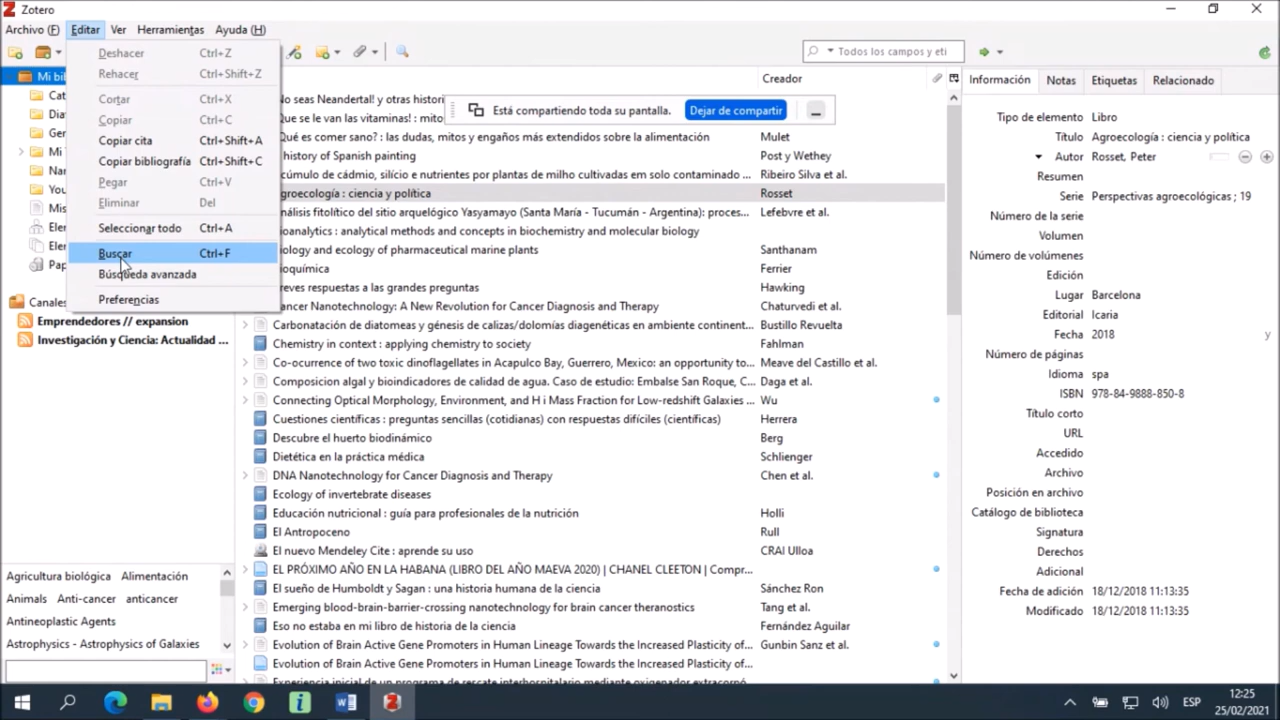 Zotero
Archivo (F) Editar Ver Herramientas Ayuda (H)
Todos los campos y eti
Deshacer Ctrl+Z
Rehacer Ctrl+Shift+Z
Cortar Ctrl+X
Copiar Ctrl+C
Copiar cita Ctrl+Shift+A
Copiar bibliografía Ctrl+Shift+C
Pegar Ctrl+V
Eliminar Del
Seleccionar todo Ctrl+A
Buscar Ctrl+F
Búsqueda avanzada
Preferencias
Mi
Mi
Canales
Emprendedores // expansion
Investigación y Ciencia: Actualidad ...
Agricultura biológica Alimentación
Animals Anti-cancer anticancer
Antineoplastic Agents
Astrophysics - Astrophysics of Galaxies
Creador
Está compartiendo toda su pantalla. Dejar de compartir
no seas Neandertal! y otras histor
Que se le van las vitaminas! : mitos
Qué es comer sano? : las dudas, mitos y engaños más extendidos sobre la alimentación Mulet
history of Spanish painting Post y Wethey
cúmulo de cádmio, silício e nutrientes por plantas de milho cultivadas em solo contaminado ... Ribeiro Silva et al.
groecología : ciencia y política Rosset
nálisis fitolítico del sitio arqueológico Yasyamayo (Santa María - Tucumán - Argentina): proces... Lefebvre et al.
ioanalytics : analytical methods and concepts in biochemistry and molecular biology
iology and ecology of pharmaceutical marine plants Santhanam
ioquímica Ferrier
reves respuestas a las grandes preguntas Hawking
ancer Nanotechnology: A New Revolution for Cancer Diagnosis and Therapy Chaturvedi et al.
Carbonatación de diatomeas y génesis de calizas/dolomías diagenéticas en ambiente continent... Bustillo Revuelta
Chemistry in context : applying chemistry to society Fahlman
Co-ocurrence of two toxic dinoflagellates in Acapulco Bay, Guerrero, Mexico: an opportunity to... Meave del Castillo et al.
Composicion algal y bioindicadores de calidad de agua. Caso de estudio: Embalse San Roque, C... Daga et al.
Connecting Optical Morphology, Environment, and H i Mass Fraction for Low-redshift Galaxies ... Wu
Cuestiones científicas : preguntas sencillas (cotidianas) con respuestas difíciles (científicas) Herrera
Descubre el huerto biodinámico Berg
Dietética en la práctica médica Schlienger
DNA Nanotechnology for Cancer Diagnosis and Therapy Chen et al.
Ecology of invertebrate diseases
Educación nutricional : guía para profesionales de la nutrición Holli
El Antropoceno Rull
El nuevo Mendeley Cite : aprende su uso CRAI Ulloa
EL PRÓXIMO AÑO EN LA HABANA (LIBRO DEL AÑO MAEVA 2020) | CHANEL CLEETON | Compr...
El sueño de Humboldt y Sagan : una historia humana de la ciencia Sánchez Ron
Emerging blood-brain-barrier-crossing nanotechnology for brain cancer theranostics Tang et al.
Eso no estaba en mi libro de historia de la ciencia Fernández Aguilar
Evolution of Brain Active Gene Promoters in Human Lineage Towards the Increased Plasticity of... Gunbin Sanz et al.
Evolution of Brain Active Gene Promoters in Human Lineage Towards the Increased Plasticity of...
Información Notas Etiquetas Relacionado
Tipo de elemento Libro
Título Agroecología : ciencia y política
Autor Rosset, Peter
Resumen
Serie Perspectivas agroecológicas ; 19
Número de la serie
Volumen
Número de volúmenes
Edición
Lugar Barcelona
Editorial Icaria
Fecha 2018 y
Número de páginas
Idioma spa
ISBN 978-84-9888-850-8
Título corto
URL
Accedido
Archivo
Posición en archivo
Catálogo de biblioteca
Signatura
Derechos
Adicional
Fecha de adición 18/12/2018 11:13:35
Modificado 18/12/2018 11:13:35
ESP
12:25
25/02/2021